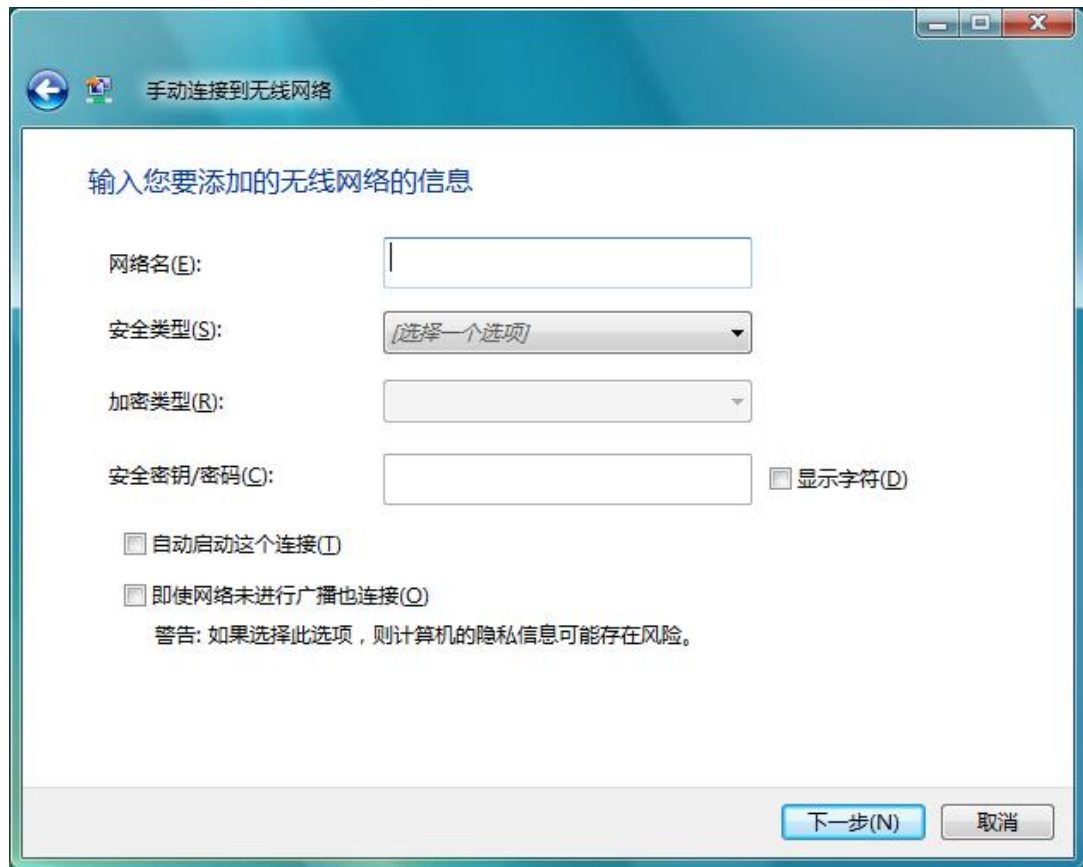 手动连接到无线网络
输入您要添加的无线网络的信息
网络名(E):
安全类型(S):
[选择一个选项]
加密类型(R):
安全密钥/密码(C):
显示字符(D)
自动启动这个连接(T)
即使网络未进行广播也连接(O)
警告: 如果选择此选项，则计算机的隐私信息可能存在风险。
下一步(N)
取消